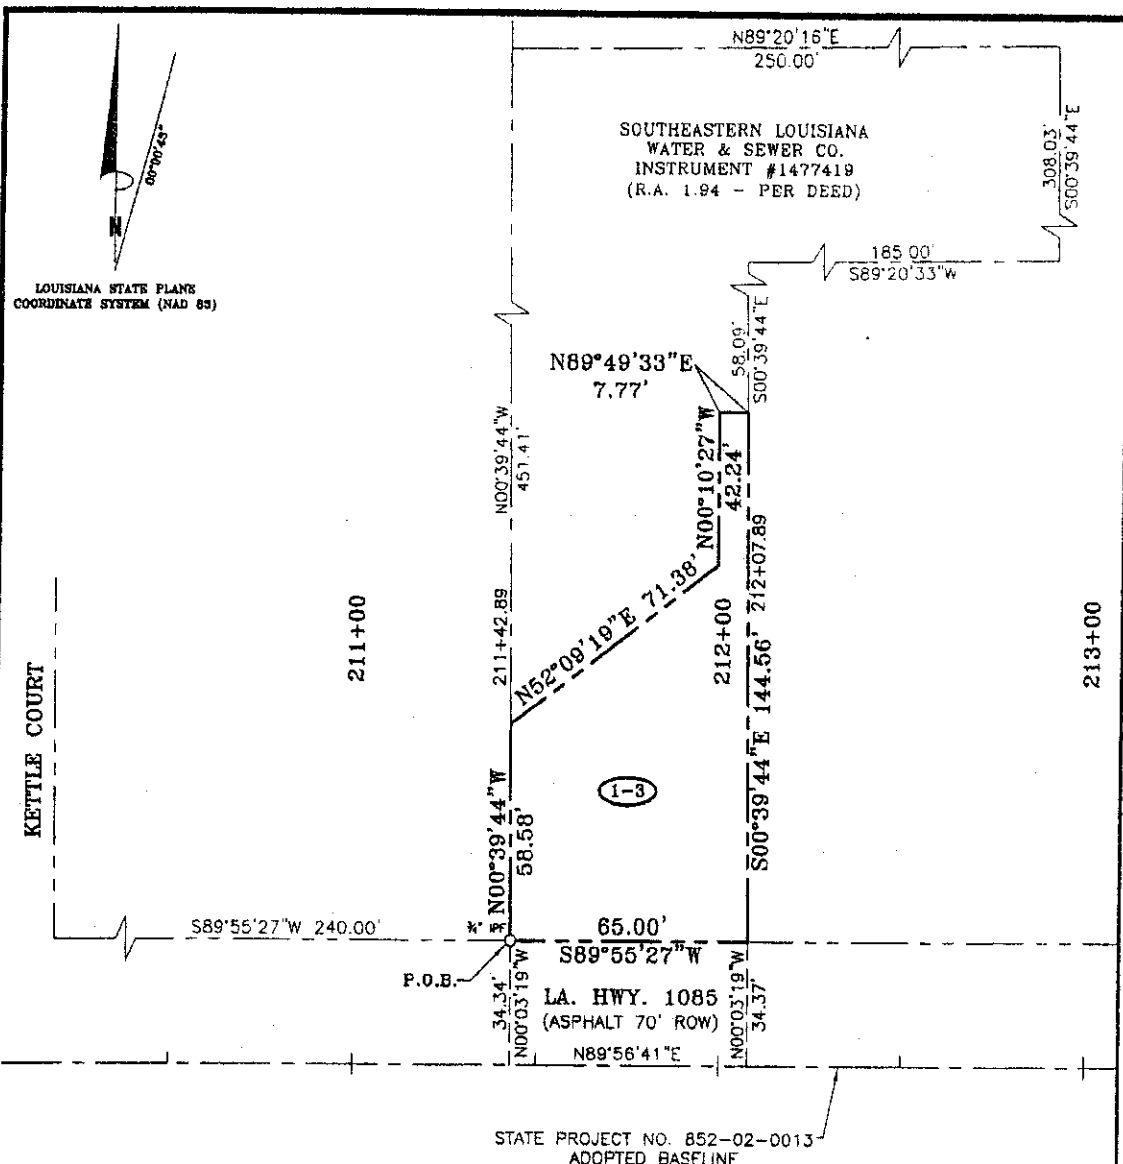 N89°20'16"E
250.00'
SOUTHEASTERN LOUISIANA
WATER & SEWER CO.
INSTRUMENT #1477419
(R.A. 1.94 - PER DEED)
308.03'
S00°39'44"E
185.00'
S89°20'33"W
N
LOUISIANA STATE PLANE
COORDINATE SYSTEM (NAD 83)
58.09'
S00°39'44"E
N89°49'33"E
7.77'
N00°39'44"W
451.41'
N00°10'27"W
42.24'
N52°09'19"E 71.38'
211+00
211+42.89
212+00
212+07.89
213+00
S00°39'44"E 144.56'
KETTLE COURT
1-3
N00°39'44"W
58.58'
S89°55'27"W 240.00'
¾" IPF
65.00'
S89°55'27"W
P.O.B.
34.34'
N00°03'19"W
LA. HWY. 1085
(ASPHALT 70' ROW)
N00°03'19"W
34.37'
N89°56'41"E
STATE PROJECT NO. 852-02-0013
ADOPTED BASELINE